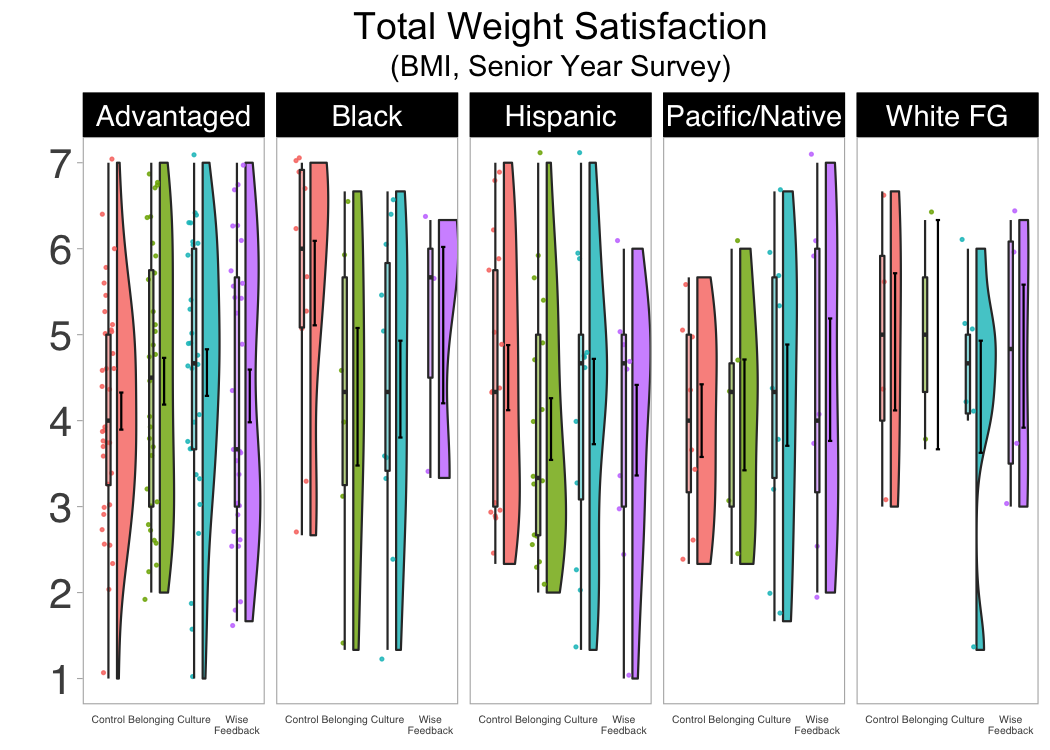 Total Weight Satisfaction
(BMI, Senior Year Survey)
Advantaged Black Hispanic Pacific/Native White FG
7
6
5
4
3
2
1
Control Belonging Culture Wise Feedback Control Belonging Culture Wise Feedback Control Belonging Culture Wise Feedback Control Belonging Culture Wise Feedback Control Belonging Culture Wise Feedback